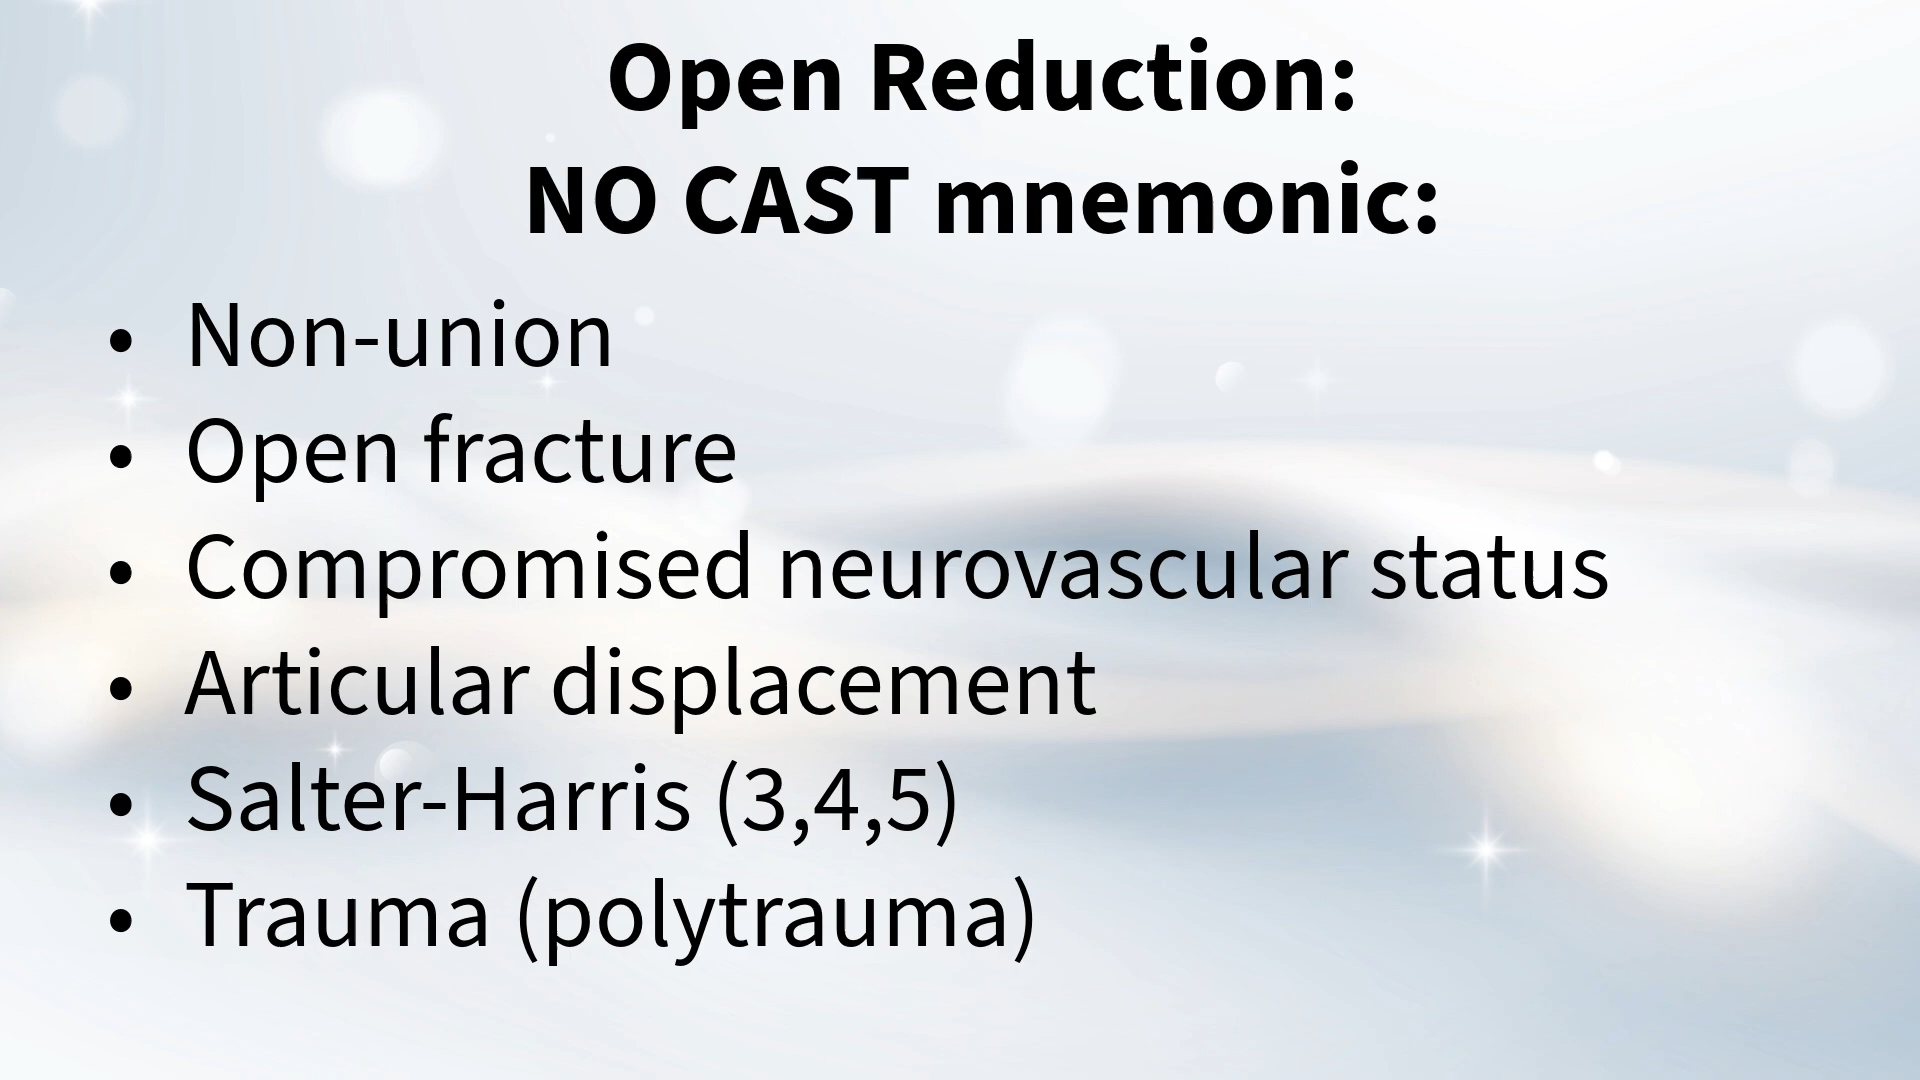 Open Reduction:
NO CAST mnemonic:
• Non-union
• Open fracture
• Compromised neurovascular status
• Articular displacement
• Salter-Harris (3,4,5)
• Trauma (polytrauma)